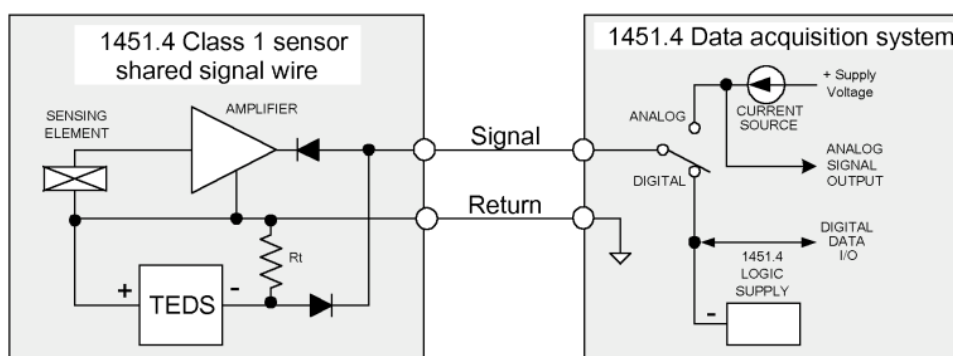 1451.4 Class 1 sensor
shared signal wire
SENSING
ELEMENT
AMPLIFIER
Rt
+
TEDS
-
Signal
Return
1451.4 Data acquisition system
+ Supply
Voltage
CURRENT
SOURCE
ANALOG
ANALOG
SIGNAL
OUTPUT
DIGITAL
DIGITAL
DATA
I/O
1451.4
LOGIC
SUPPLY
-